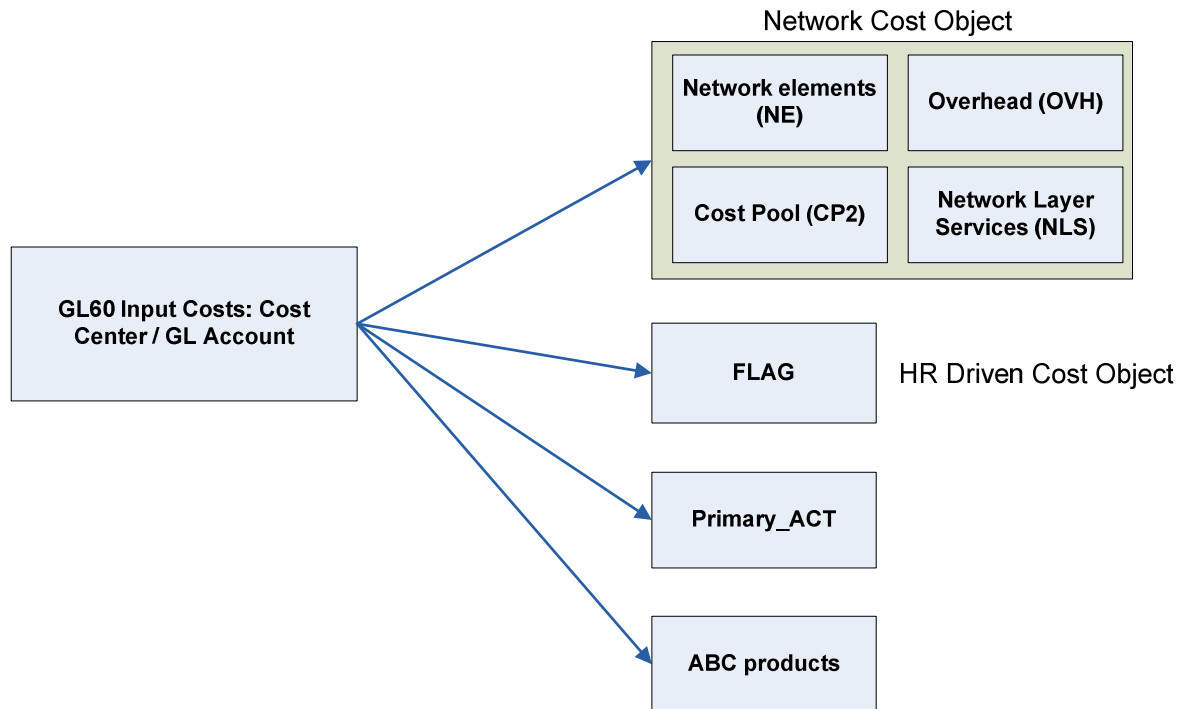 Network Cost Object
Network elements
(NE)
Overhead (OVH)
Cost Pool (CP2)
Network Layer
Services (NLS)
GL60 Input Costs: Cost
Center / GL Account
FLAG
HR Driven Cost Object
Primary_ACT
ABC products